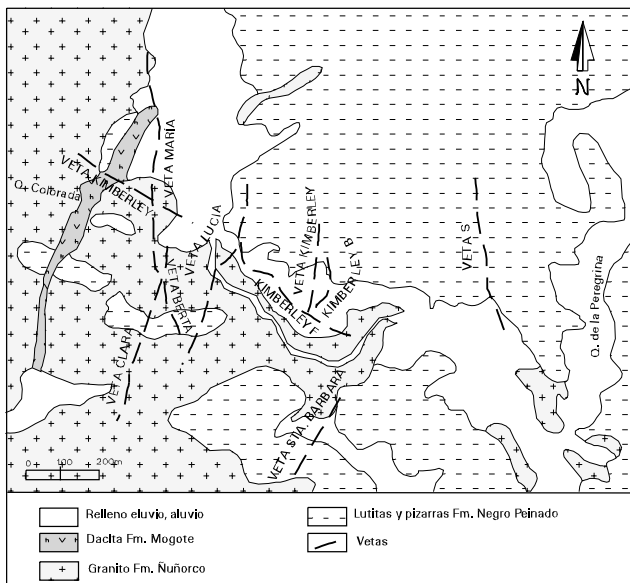 N
VETA MARIA
VETA KIMBERLEY
Q. Colorada
VETA LUCIA
VETA KIMBERLEY
KIMBERLEY B
VETA S
VETA BERTA
KIMBERLEY F
Q. de la Peregrina
VETA CLARA
VETA STA. BARBARA
0 100 200m
Relleno eluvio, aluvio
Lutitas y pizarras Fm. Negro Peinado
Dacita Fm. Mogote
Vetas
Granito Fm. Ñuñorco